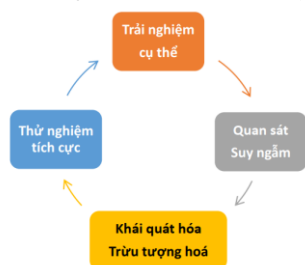 Trải nghiệm
cụ thể
Quan sát
Suy ngẫm
Khái quát hóa
Trừu tượng hoá
Thử nghiệm
tích cực